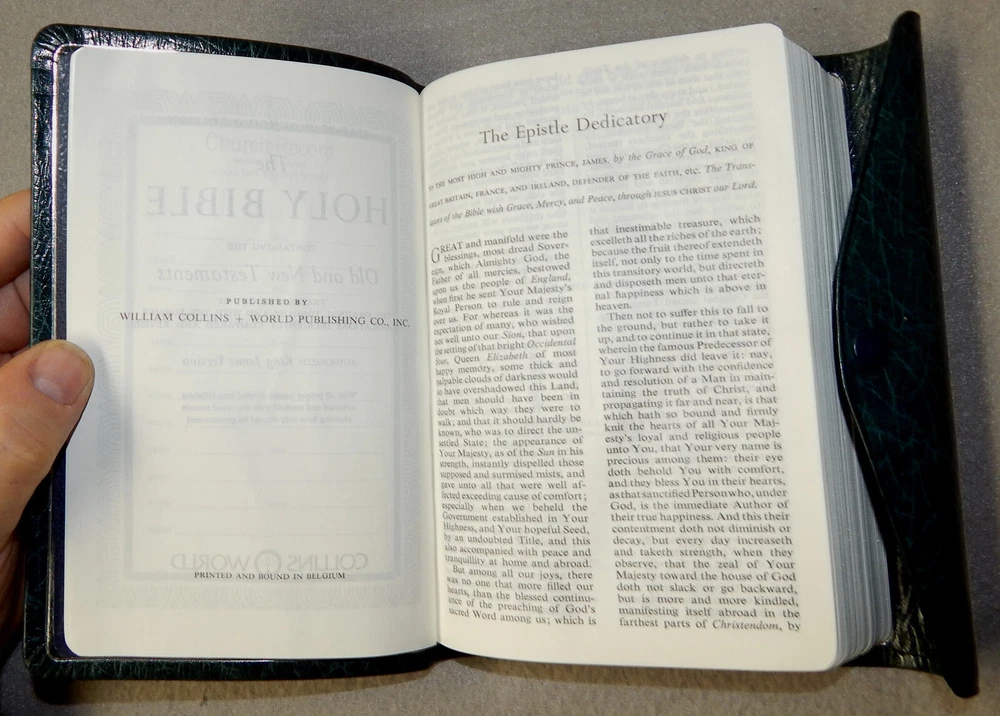 Church Record
The
HOLY BIBLE
CONTAINING THE
Old and New Testaments
PUBLISHED BY
WILLIAM COLLINS + WORLD PUBLISHING CO., INC.
King James Version
COLLINS WORLD
PRINTED AND BOUND IN BELGIUM
The Epistle Dedicatory
TO THE MOST HIGH AND MIGHTY PRINCE, JAMES, by the Grace of God, KING OF
GREAT BRITAIN, FRANCE, AND IRELAND, DEFENDER OF THE FAITH, etc. The Trans-
lators of the Bible wish Grace, Mercy, and Peace, through JESUS CHRIST our Lord.
GREAT and manifold were the
blessings, most dread Sover-
eign, which Almighty God, the
Father of all mercies, bestowed
upon us the people of England,
when first he sent Your Majesty's
Royal Person to rule and reign
over us. For whereas it was the
expectation of many, who wished
not well unto our Sion, that upon
the setting of that bright Occidental
Star, Queen Elizabeth of most
happy memory, some thick and
palpable clouds of darkness would
so have overshadowed this Land,
that men should have been in
doubt which way they were to
walk; and that it should hardly be
known, who was to direct the un-
settled State; the appearance of
Your Majesty, as of the Sun in his
strength, instantly dispelled those
supposed and surmised mists, and
gave unto all that were well af-
fected exceeding cause of comfort;
especially when we beheld the
Government established in Your
Highness, and Your hopeful Seed,
by an undoubted Title, and this
also accompanied with peace and
tranquillity at home and abroad.
But among all our joys, there
was no one that more filled our
hearts, than the blessed continu-
ance of the preaching of God's
sacred Word among us; which is
that inestimable treasure, which
excelleth all the riches of the earth;
because the fruit thereof extendeth
itself, not only to the time spent in
this transitory world, but directeth
and disposeth men unto that eter-
nal happiness which is above in
heaven.
Then not to suffer this to fall to
the ground, but rather to take it
up, and to continue it in that state,
wherein the famous Predecessor of
Your Highness did leave it: nay,
to go forward with the confidence
and resolution of a Man in main-
taining the truth of Christ, and
propagating it far and near, is that
which hath so bound and firmly
knit the hearts of all Your Maj-
esty's loyal and religious people
unto You, that Your very name is
precious among them: their eye
doth behold You with comfort,
and they bless You in their hearts,
as that sanctified Person who, under
God, is the immediate Author of
their true happiness. And this their
contentment doth not diminish or
decay, but every day increaseth
and taketh strength, when they
observe, that the zeal of Your
Majesty toward the house of God
doth not slack or go backward,
but is more and more kindled,
manifesting itself abroad in the
farthest parts of Christendom, by